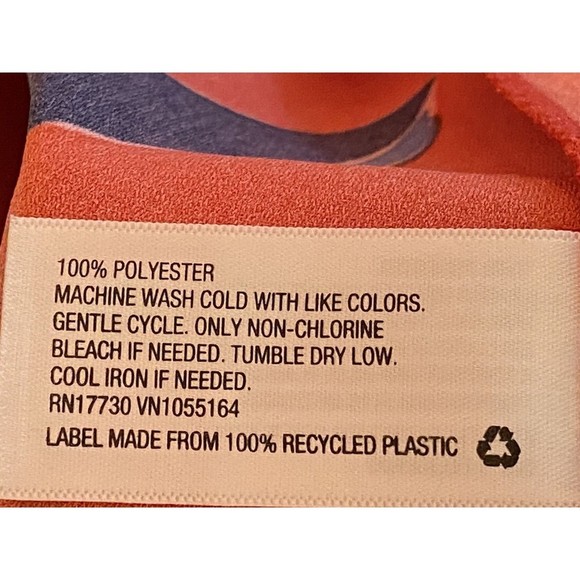 100% POLYESTER
MACHINE WASH COLD WITH LIKE COLORS.
GENTLE CYCLE. ONLY NON-CHLORINE
BLEACH IF NEEDED. TUMBLE DRY LOW.
COOL IRON IF NEEDED.
RN17730 VN1055164
LABEL MADE FROM 100% RECYCLED PLASTIC